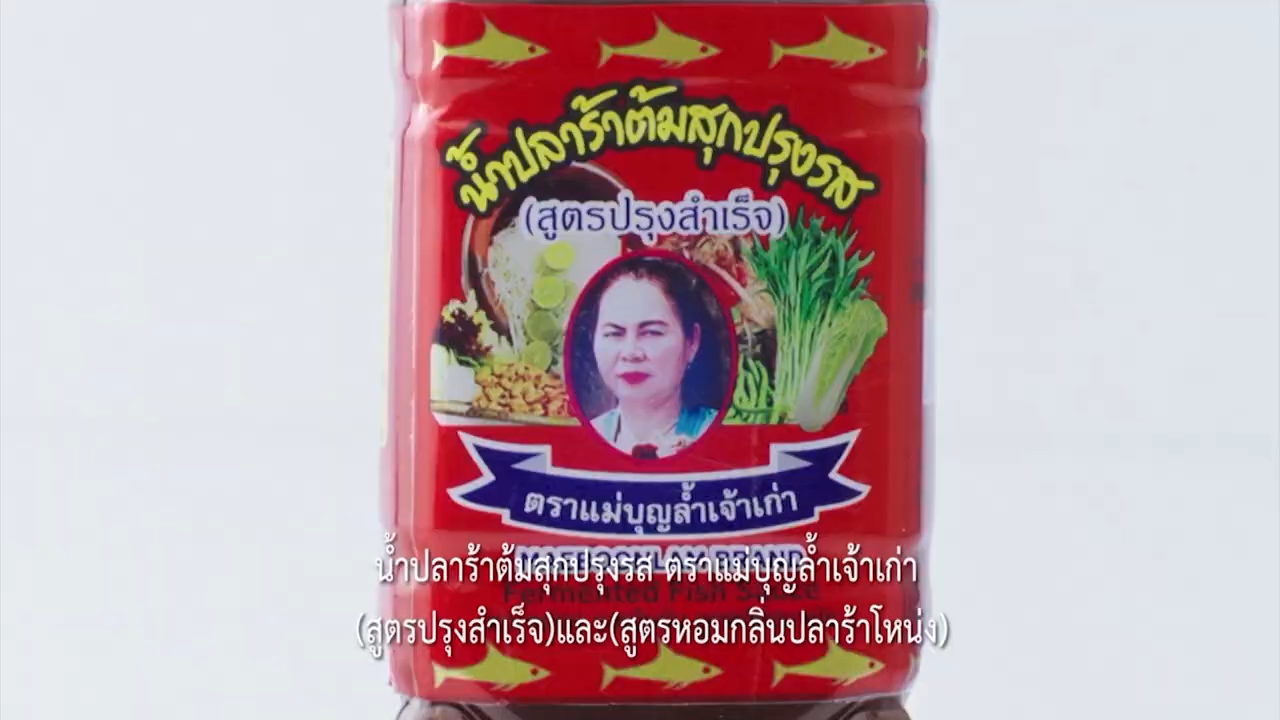 น้ำปลาร้าต้มสุกปรุงรส
(สูตรปรุงสำเร็จ)
ตราแม่บุญล้ำเจ้าเก่า
น้ำปลาร้าต้มสุกปรุงรส ตราแม่บุญล้ำเจ้าเก่า
Fermented Fish Sauce
(สูตรปรุงสำเร็จ)และ(สูตรหอมกลิ่นปลาร้าโหน่ง)